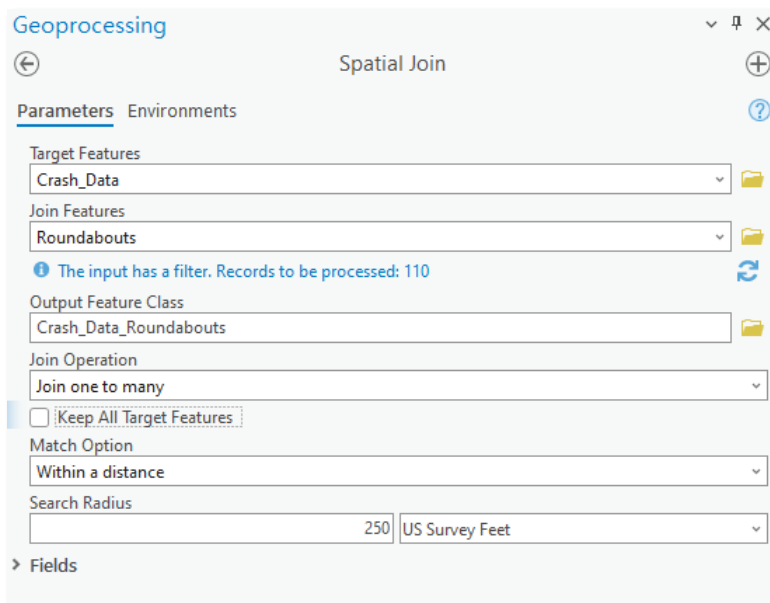 Geoprocessing
Spatial Join
Parameters Environments
Target Features
Crash_Data
Join Features
Roundabouts
The input has a filter. Records to be processed: 110
Output Feature Class
Crash_Data_Roundabouts
Join Operation
Join one to many
Keep All Target Features
Match Option
Within a distance
Search Radius
250 US Survey Feet
Fields